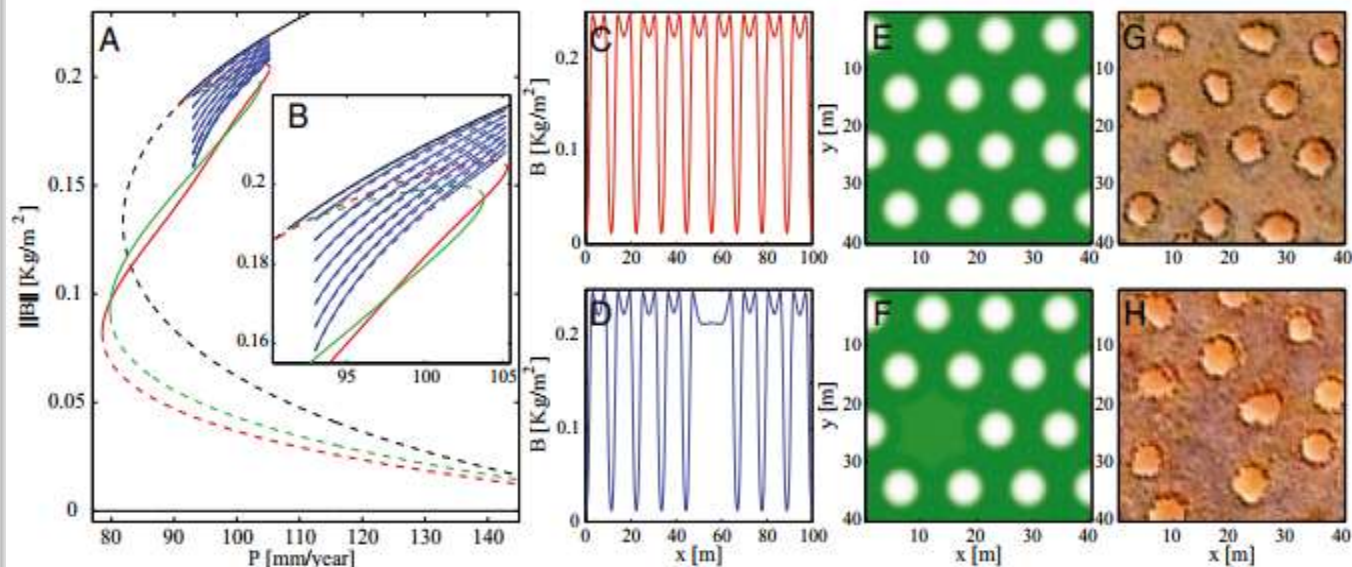 A
0.2
0.15
0.1
0.05
0
||B|| [Kg/m²]
80 90 100 110 120 130 140
P [mm/year]
B
0.2
0.18
0.16
95 100 105
C
0.2
0.1
0
B [Kg/m²]
0 20 40 60 80 100
D
0.2
0.1
0
B [Kg/m²]
0 20 40 60 80 100
x [m]
E
10
20
30
40
y [m]
10 20 30 40
F
10
20
30
40
y [m]
10 20 30 40
x [m]
G
10
20
30
40
10 20 30 40
H
10
20
30
40
10 20 30 40
x [m]